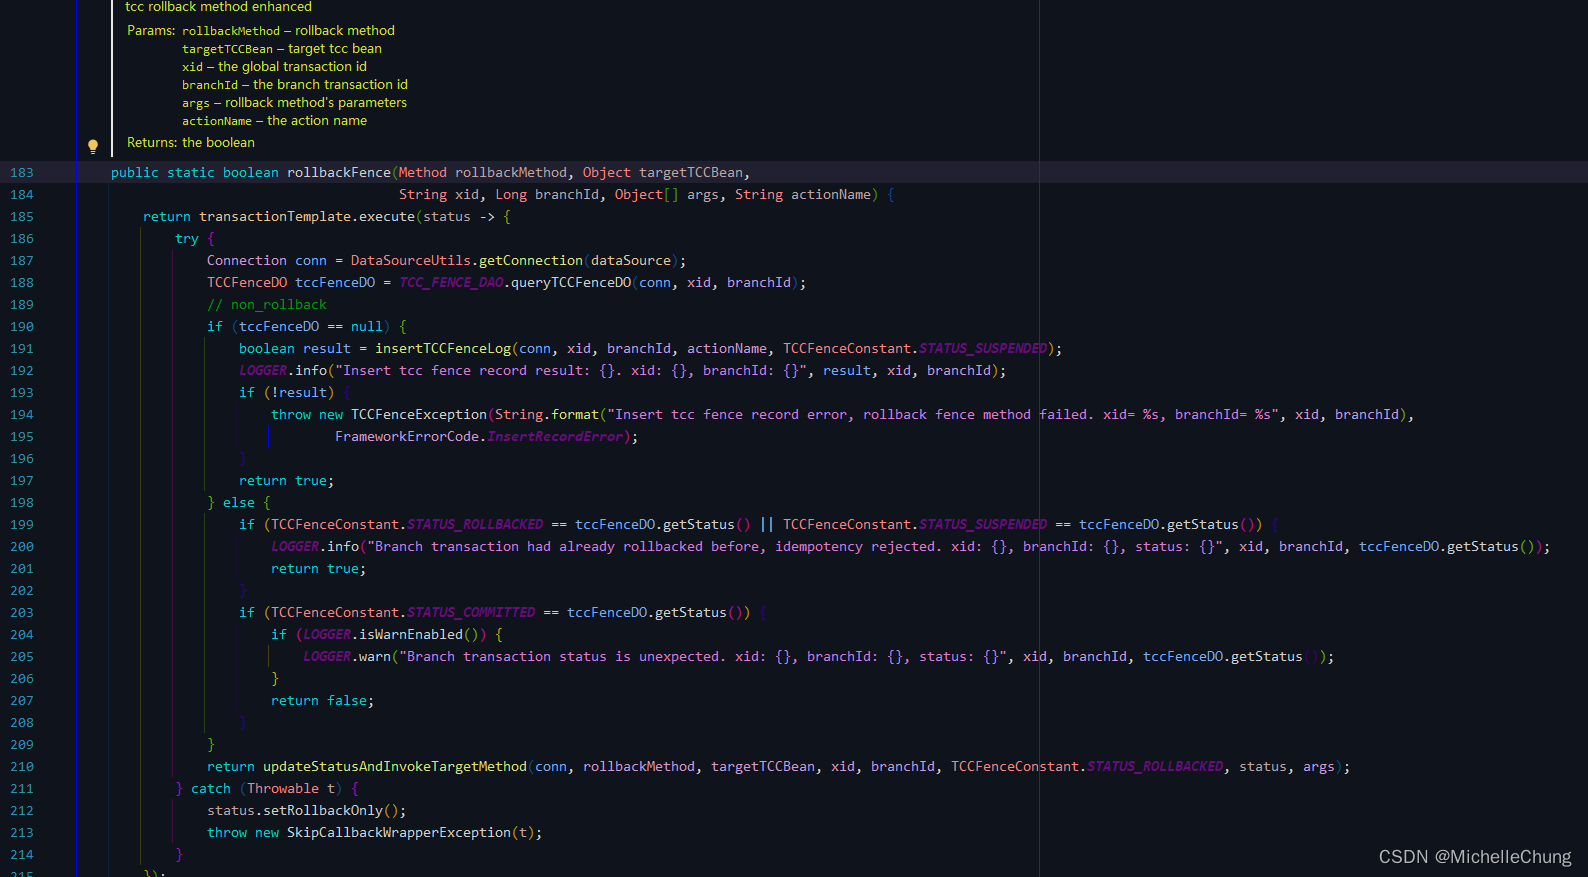 tcc rollback method enhanced
Params: rollbackMethod – rollback method
targetTCCBean – target tcc bean
xid – the global transaction id
branchId – the branch transaction id
args – rollback method's parameters
actionName – the action name
Returns: the boolean
183 public static boolean rollbackFence(Method rollbackMethod, Object targetTCCBean,
184 String xid, Long branchId, Object[] args, String actionName) {
185 return transactionTemplate.execute(status -> {
186 try {
187 Connection conn = DataSourceUtils.getConnection(dataSource);
188 TCCFenceDO tccFenceDO = TCC_FENCE_DAO.queryTCCFenceDO(conn, xid, branchId);
189 // non_rollback
190 if (tccFenceDO == null) {
191 boolean result = insertTCCFenceLog(conn, xid, branchId, actionName, TCCFenceConstant.STATUS_SUSPENDED);
192 LOGGER.info("Insert tcc fence record result: {}. xid: {}, branchId: {}", result, xid, branchId);
193 if (!result) {
194 throw new TCCFenceException(String.format("Insert tcc fence record error, rollback fence method failed. xid= %s, branchId= %s", xid, branchId),
195 FrameworkErrorCode.InsertRecordError);
196 }
197 return true;
198 } else {
199 if (TCCFenceConstant.STATUS_ROLLBACKED == tccFenceDO.getStatus() || TCCFenceConstant.STATUS_SUSPENDED == tccFenceDO.getStatus()) {
200 LOGGER.info("Branch transaction had already rollbacked before, idempotency rejected. xid: {}, branchId: {}, status: {}", xid, branchId, tccFenceDO.getStatus());
201 return true;
202 }
203 if (TCCFenceConstant.STATUS_COMMITTED == tccFenceDO.getStatus()) {
204 if (LOGGER.isWarnEnabled()) {
205 LOGGER.warn("Branch transaction status is unexpected. xid: {}, branchId: {}, status: {}", xid, branchId, tccFenceDO.getStatus());
206 }
207 return false;
208 }
209 }
210 return updateStatusAndInvokeTargetMethod(conn, rollbackMethod, targetTCCBean, xid, branchId, TCCFenceConstant.STATUS_ROLLBACKED, status, args);
211 } catch (Throwable t) {
212 status.setRollbackOnly();
213 throw new SkipCallbackWrapperException(t);
214 }
215 });
CSDN @MichelleChung